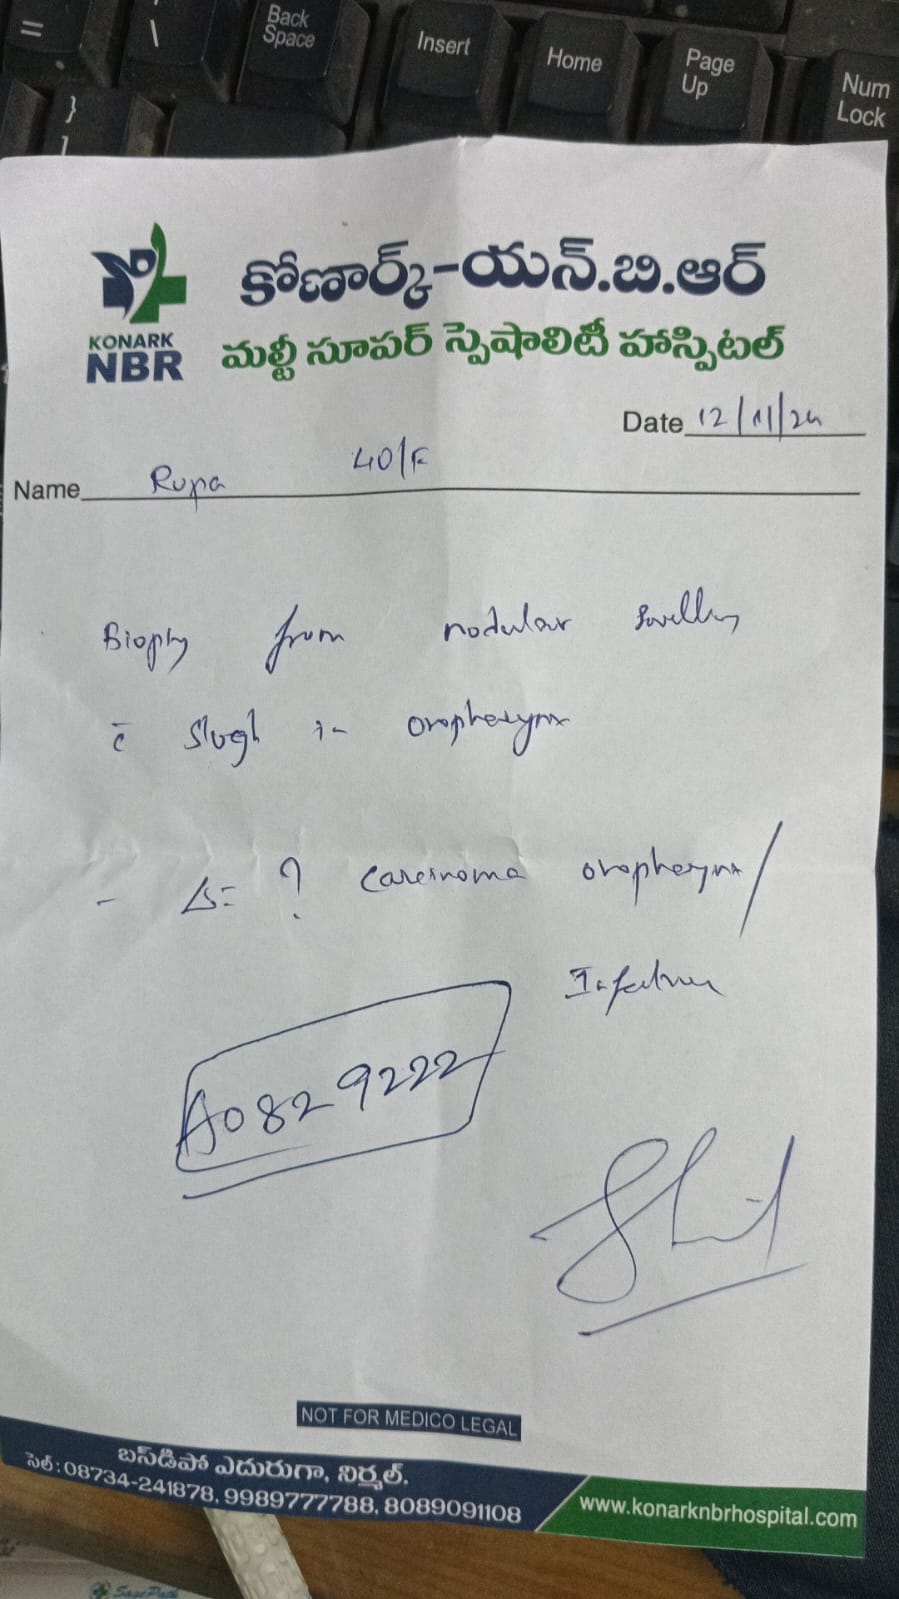 =
\
Back
Space
Insert
Home
Page
Up
Num
Lock
}
]
కోణార్క్-యన్.బి.ఆర్
KONARK
NBR
మల్టీ సూపర్ స్పెషాలిటీ హాస్పిటల్
Date 12/11/24
Name Rupa 40/F
Biopsy from nodular swelling
c̄ slough in oropharynx
- Δ= ? carcinoma oropharynx/
Infection
A0829222
NOT FOR MEDICO LEGAL
బస్‌డిపో ఎదురుగా, నిర్మల్.
సెల్ : 08734-241878, 9989777788, 8089091108
www.konarknbrhospital.com